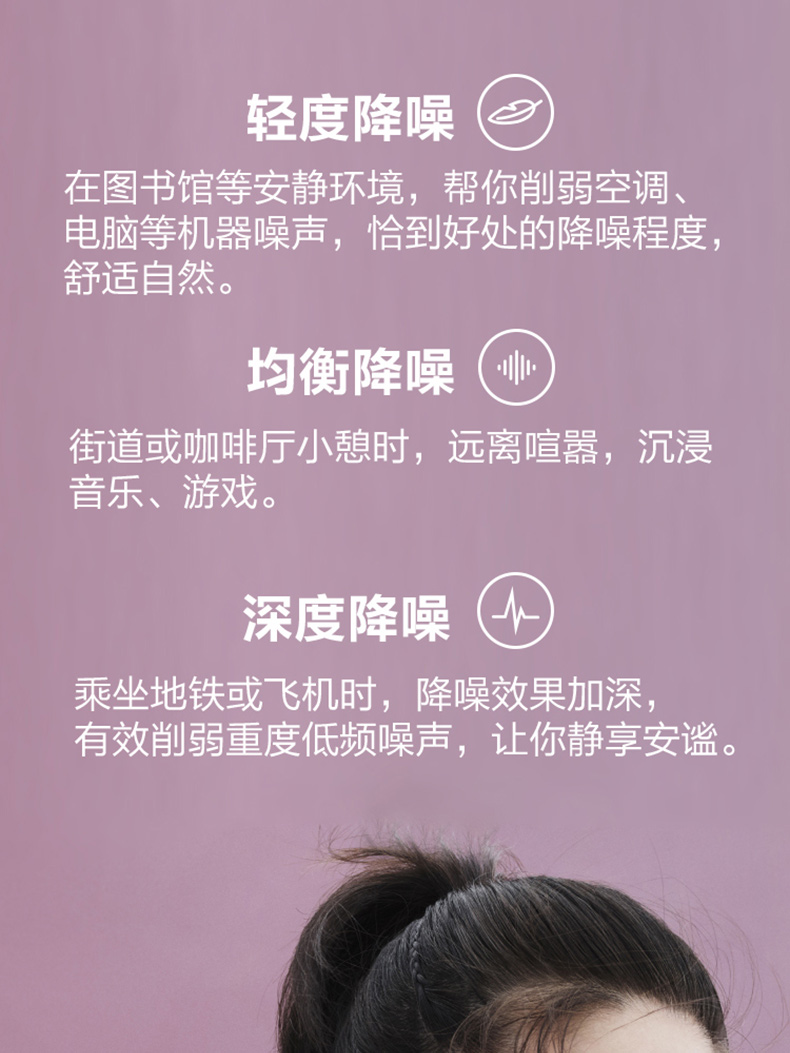 轻度降噪
在图书馆等安静环境，帮你削弱空调、
电脑等机器噪声，恰到好处的降噪程度，
舒适自然。
均衡降噪
街道或咖啡厅小憩时，远离喧嚣，沉浸
音乐、游戏。
深度降噪
乘坐地铁或飞机时，降噪效果加深，
有效削弱重度低频噪声，让你静享安谧。